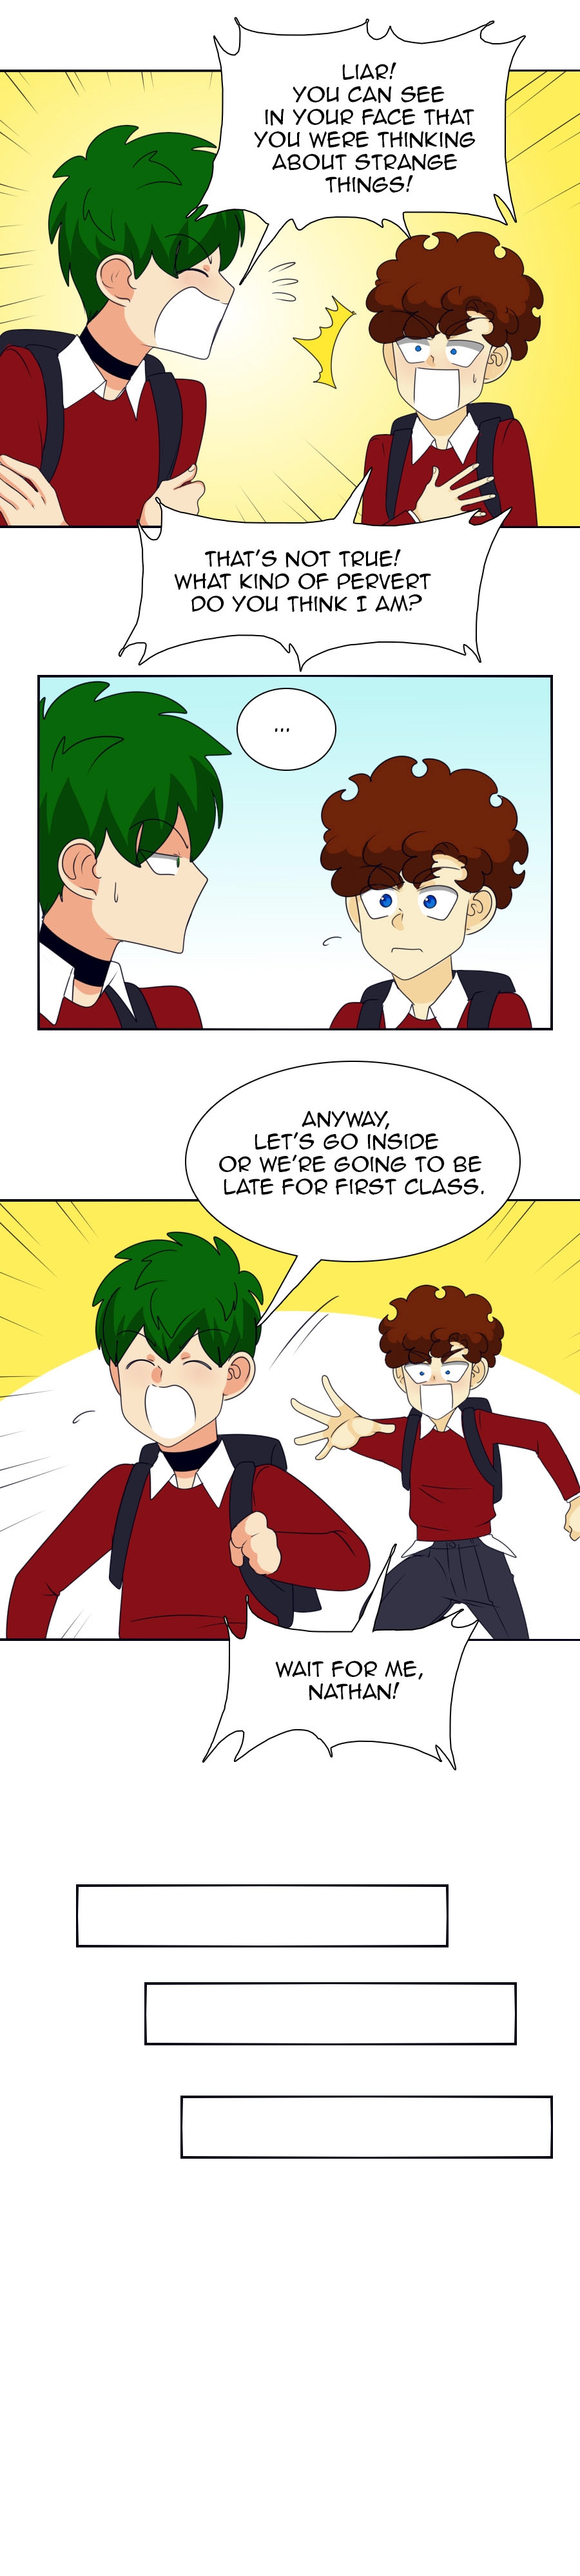 LIAR!
YOU CAN SEE
IN YOUR FACE THAT
YOU WERE THINKING
ABOUT STRANGE
THINGS!
THAT'S NOT TRUE!
WHAT KIND OF PERVERT
DO YOU THINK I AM?
...
ANYWAY,
LET'S GO INSIDE
OR WE'RE GOING TO BE
LATE FOR FIRST CLASS.
WAIT FOR ME,
NATHAN!